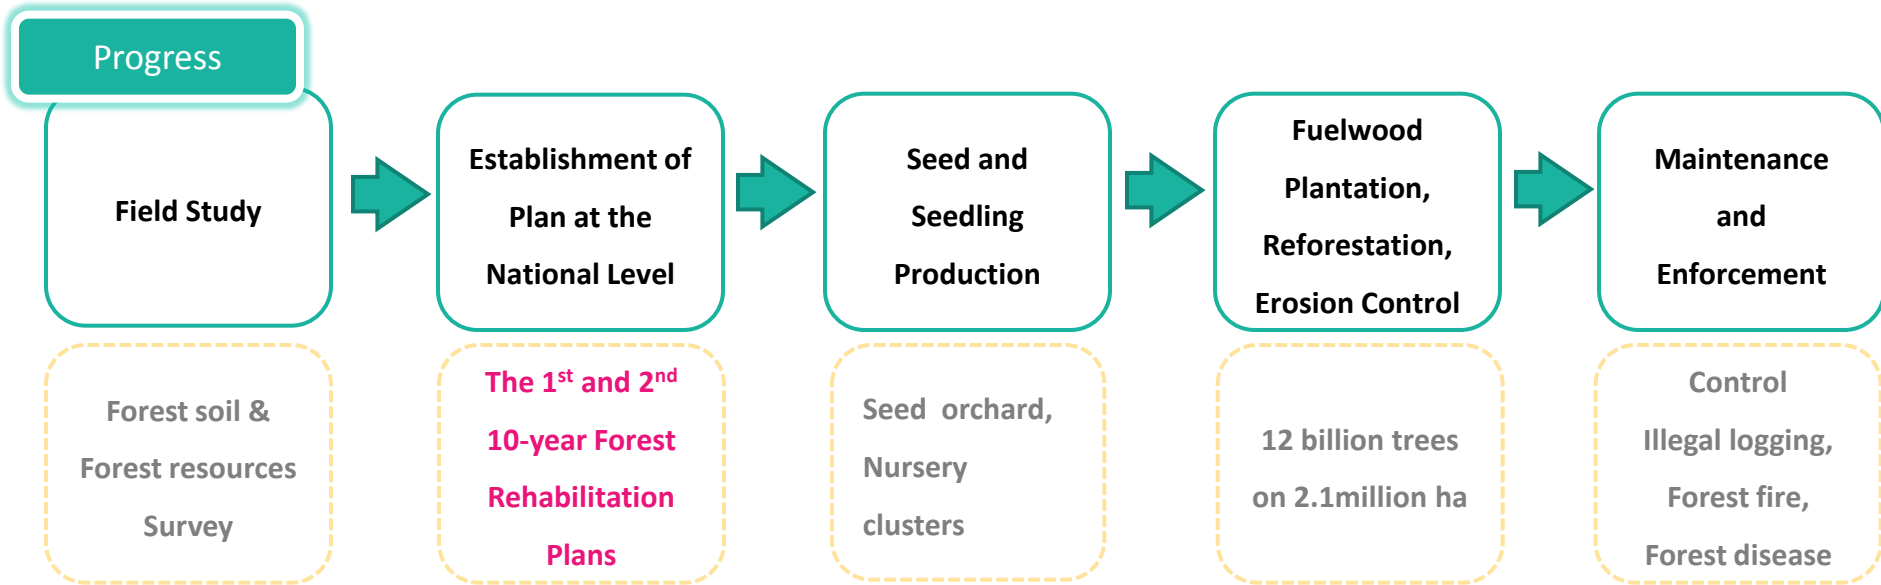 Progress
Field Study
Establishment of
Plan at the
National Level
Seed and
Seedling
Production
Fuelwood
Plantation,
Reforestation,
Erosion Control
Maintenance
and
Enforcement
Forest soil &
Forest resources
Survey
The 1st and 2nd
10-year Forest
Rehabilitation
Plans
Seed orchard,
Nursery
clusters
12 billion trees
on 2.1million ha
Control
Illegal logging,
Forest fire,
Forest disease